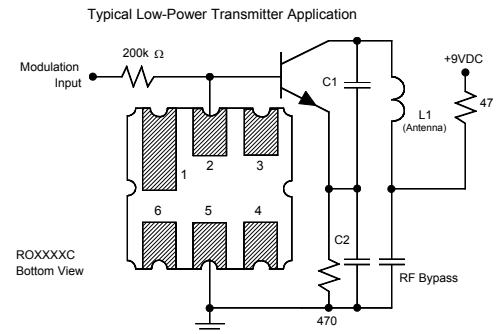 Typical Low-Power Transmitter Application
200k Ω
Modulation
Input
C1
+9VDC
47
L1
(Antenna)
1
2
3
6
5
4
ROXXXXC
Bottom View
C2
RF Bypass
470